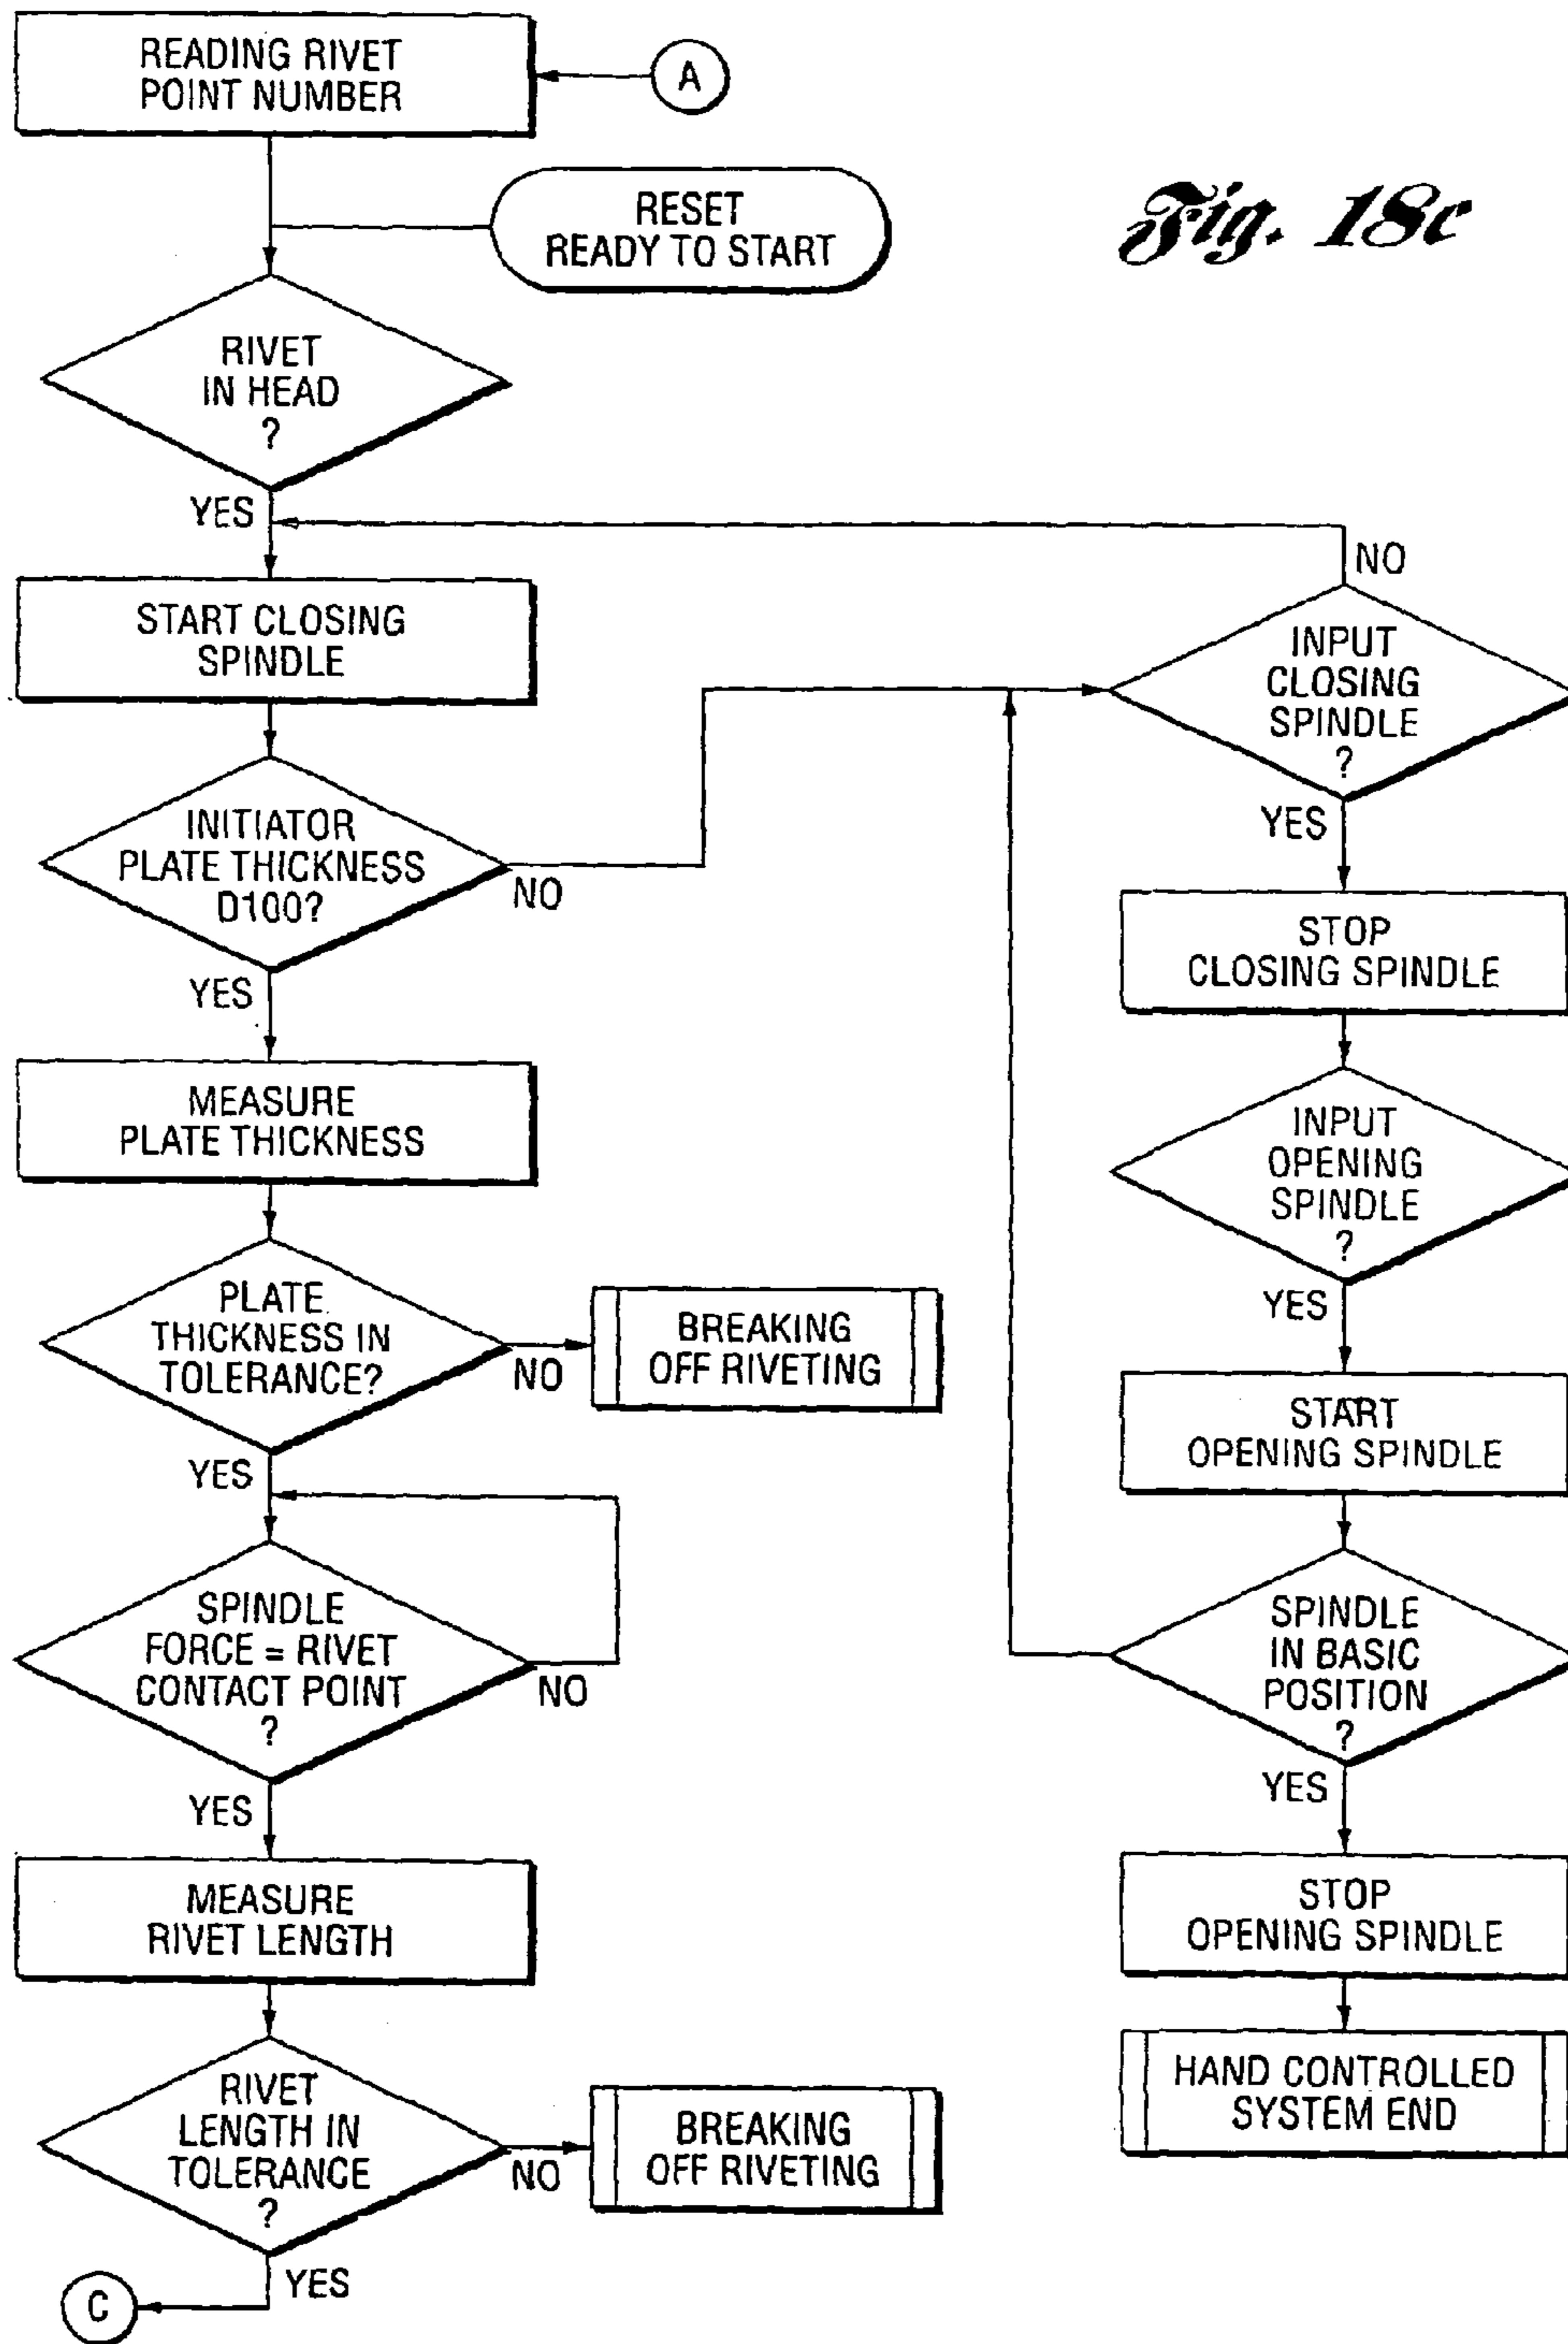 READING RIVET
POINT NUMBER
A
RESET
READY TO START
Fig. 18c
RIVET
IN HEAD
?
YES
START CLOSING
SPINDLE
INITIATOR
PLATE THICKNESS
D100?
NO
YES
MEASURE
PLATE THICKNESS
PLATE
THICKNESS IN
TOLERANCE?
NO
BREAKING
OFF RIVETING
YES
SPINDLE
FORCE = RIVET
CONTACT POINT
?
NO
YES
MEASURE
RIVET LENGTH
RIVET
LENGTH IN
TOLERANCE
?
NO
BREAKING
OFF RIVETING
YES
C
NO
INPUT
CLOSING
SPINDLE
?
YES
STOP
CLOSING SPINDLE
INPUT
OPENING
SPINDLE
?
YES
START
OPENING SPINDLE
SPINDLE
IN BASIC
POSITION
?
YES
STOP
OPENING SPINDLE
HAND CONTROLLED
SYSTEM END